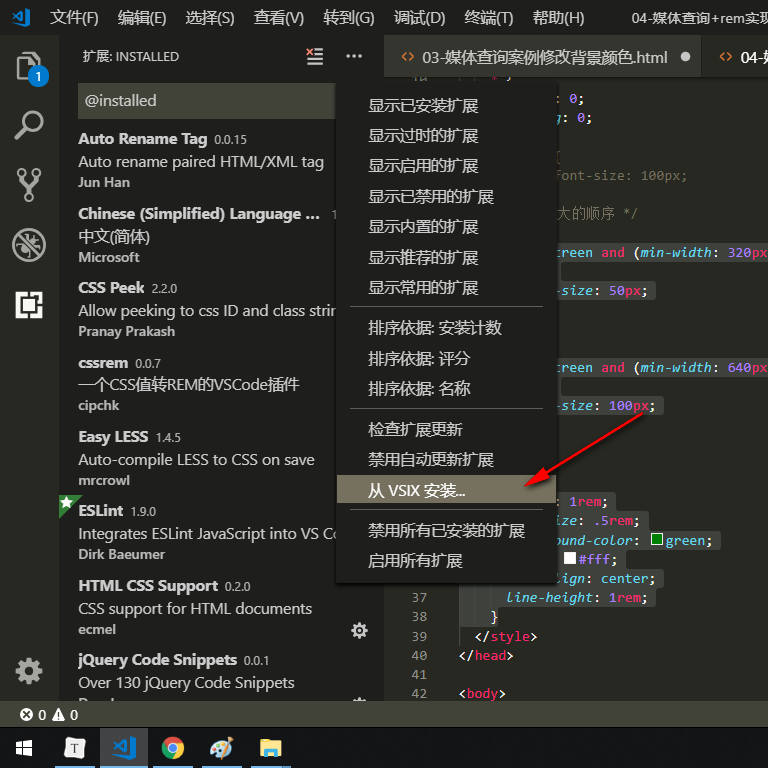 文件(F) 编辑(E) 选择(S) 查看(V) 转到(G) 调试(D) 终端(T) 帮助(H) 04-媒体查询+rem实现
扩展: INSTALLED
03-媒体查询案例修改背景颜色.html
04-
1
@installed
Auto Rename Tag 0.0.15
Auto rename paired HTML/XML tag
Jun Han
Chinese (Simplified) Language ... 1
中文(简体)
Microsoft
CSS Peek 2.2.0
Allow peeking to css ID and class strin
Pranay Prakash
cssrem 0.0.7
一个CSS值转REM的VSCode插件
cipchk
Easy LESS 1.4.5
Auto-compile LESS to CSS on save
mrcrowl
ESLint 1.9.0
Integrates ESLint JavaScript into VS Co
Dirk Baeumer
HTML CSS Support 0.2.0
CSS support for HTML documents
ecmel
jQuery Code Snippets 0.0.1
Over 130 jQuery Code Snippets
显示已安装扩展
显示过时的扩展
显示启用的扩展
显示已禁用的扩展
显示内置的扩展
显示推荐的扩展
显示常用的扩展
排序依据: 安装计数
排序依据: 评分
排序依据: 名称
检查扩展更新
禁用自动更新扩展
从 VSIX 安装...
禁用所有已安装的扩展
启用所有扩展
: 0;
g: 0;
{
font-size: 100px;
大的顺序 */
reen and (min-width: 320px
-size: 50px;
reen and (min-width: 640px
-size: 100px;
: 1rem;
ize: .5rem;
ound-color: green;
#fff;
lign: center;
37 line-height: 1rem;
38 }
39 </style>
40 </head>
41
42 <body>
0 0
T